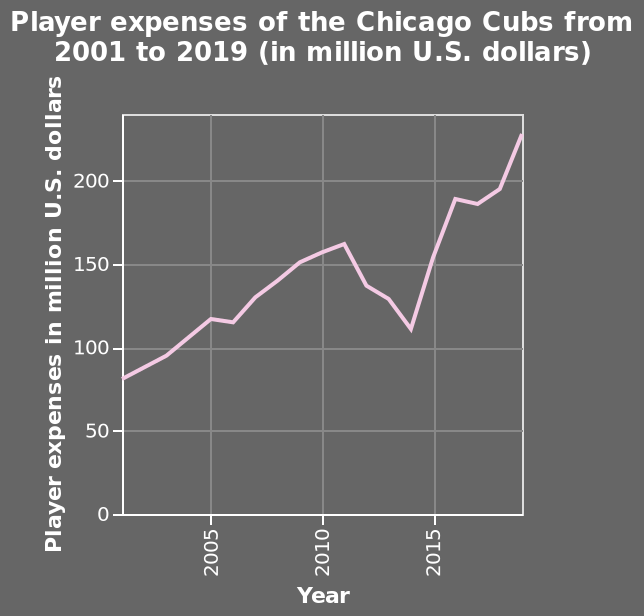 Player expenses of the Chicago Cubs from
2001 to 2019 (in million U.S. dollars)
Player expenses in million U.S. dollars
200
150
100
50
0
2005
2010
2015
Year